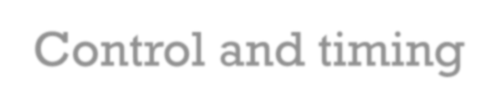 Control and timing